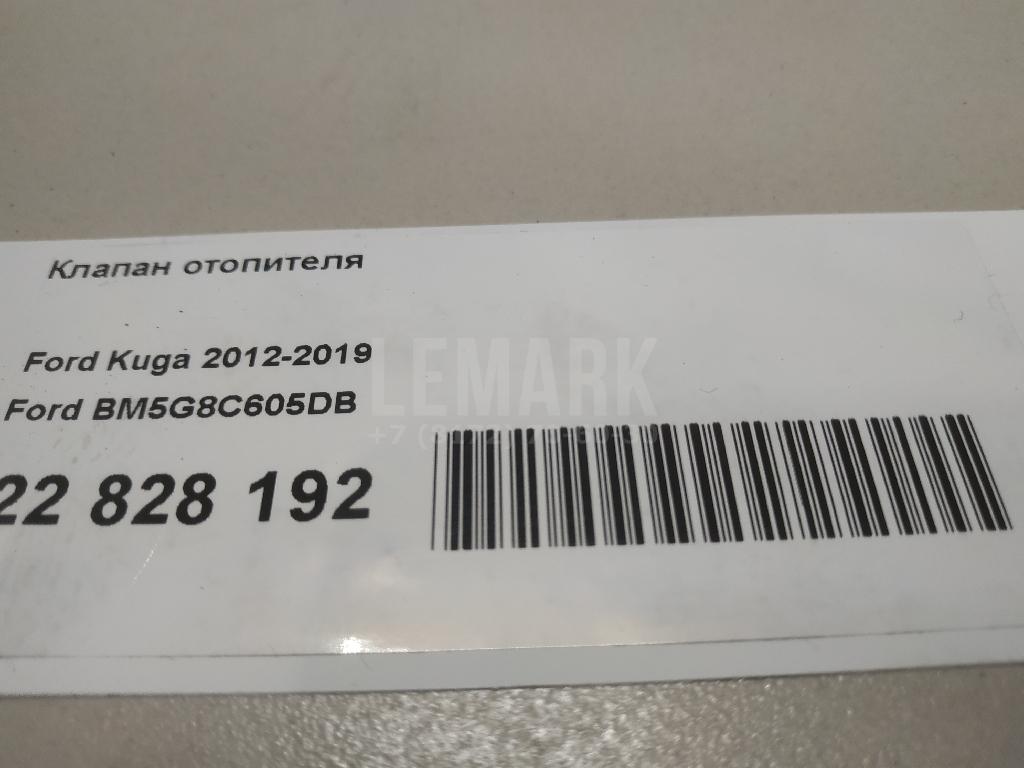 Клапан отопителя
Ford Kuga 2012-2019
Ford BM5G8C605DB
22 828 192
LEMARK